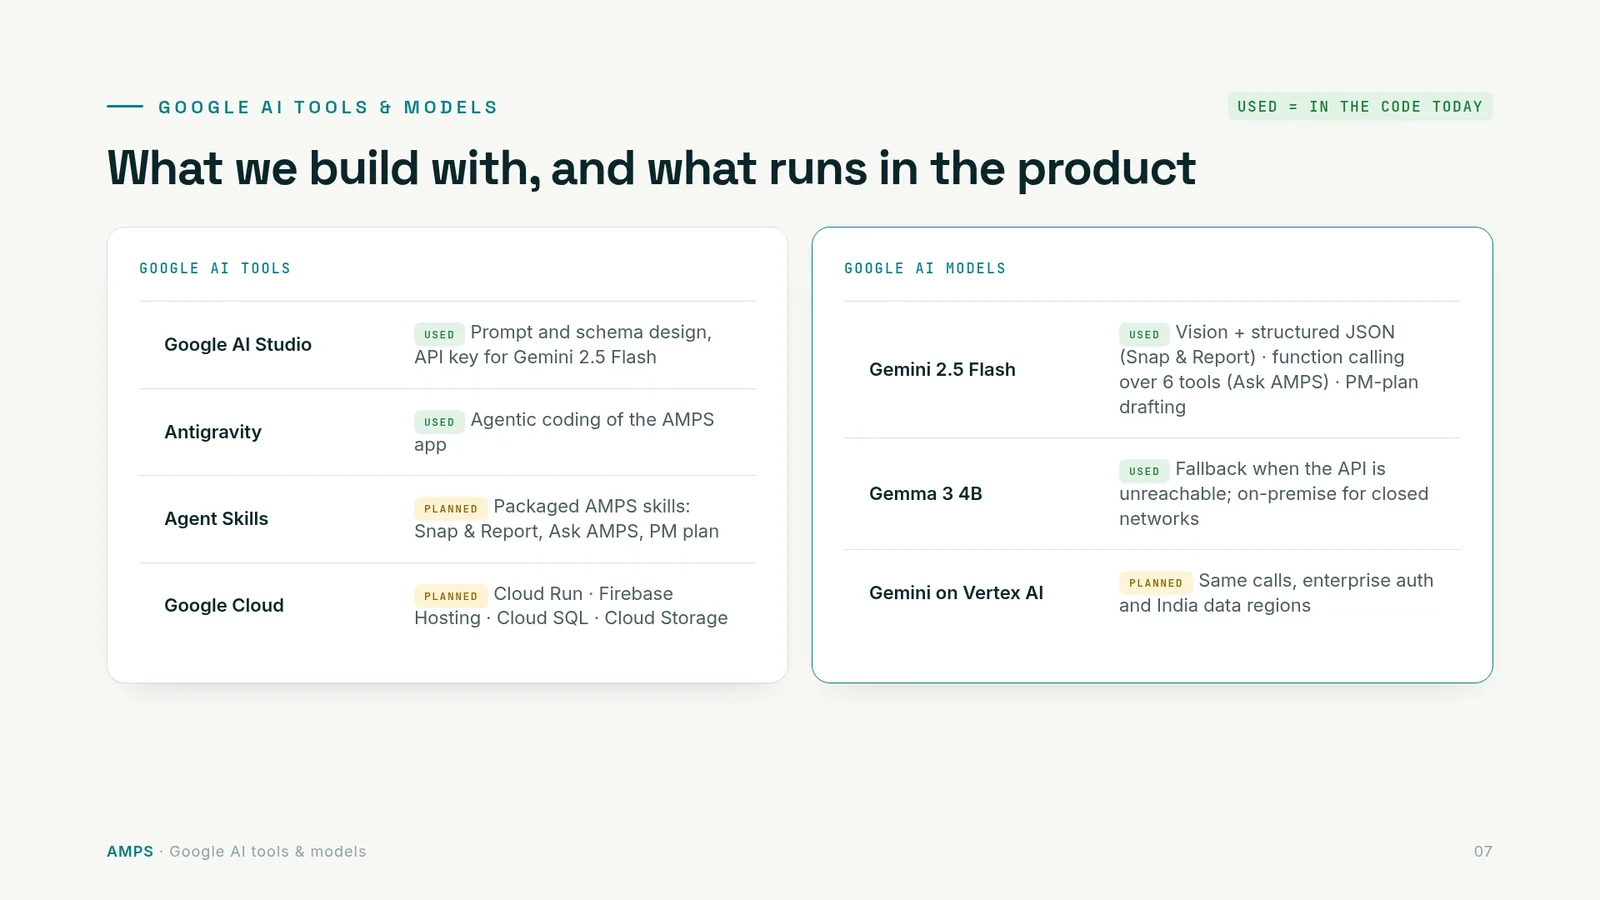 GOOGLE AI TOOLS & MODELS
USED = IN THE CODE TODAY
What we build with, and what runs in the product
GOOGLE AI TOOLS
Google AI Studio
USED Prompt and schema design,
API key for Gemini 2.5 Flash
Antigravity
USED Agentic coding of the AMPS
app
Agent Skills
PLANNED Packaged AMPS skills:
Snap & Report, Ask AMPS, PM plan
Google Cloud
PLANNED Cloud Run · Firebase
Hosting · Cloud SQL · Cloud Storage
GOOGLE AI MODELS
Gemini 2.5 Flash
USED Vision + structured JSON
(Snap & Report) · function calling
over 6 tools (Ask AMPS) · PM-plan
drafting
Gemma 3 4B
USED Fallback when the API is
unreachable; on-premise for closed
networks
Gemini on Vertex AI
PLANNED Same calls, enterprise auth
and India data regions
AMPS · Google AI tools & models
07